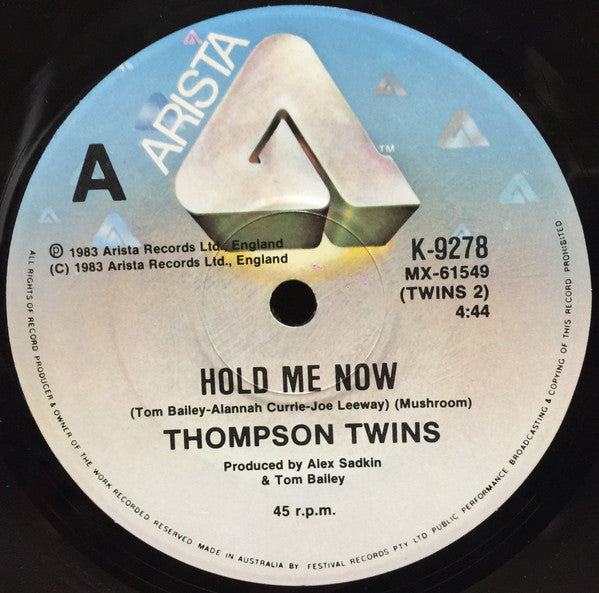 ARISTA
TM
A
Ⓟ 1983 Arista Records Ltd., England
(C) 1983 Arista Records Ltd., England
K-9278
MX-61549
(TWINS 2)
4:44
HOLD ME NOW
(Tom Bailey-Alannah Currie-Joe Leeway) (Mushroom)
THOMPSON TWINS
Produced by Alex Sadkin
& Tom Bailey
45 r.p.m.
ALL RIGHTS OF RECORD PRODUCER & OWNER OF THE WORK RECORDED RESERVED MADE IN AUSTRALIA BY FESTIVAL RECORDS PTY LTD PUBLIC PERFORMANCE BROADCASTING & COPYING OF THIS RECORD PROHIBITED